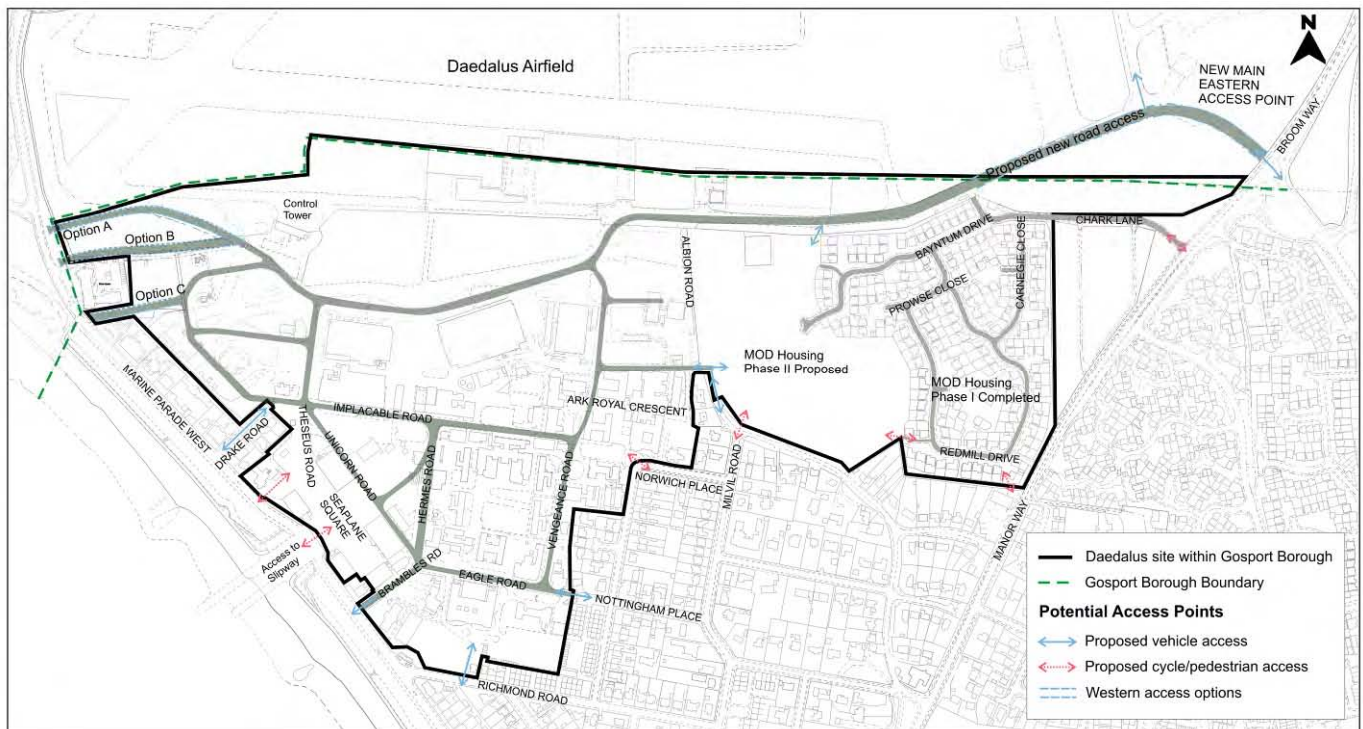 Daedalus Airfield
N
NEW MAIN
EASTERN
ACCESS POINT
BROOM WAY
Proposed new road access
Control
Tower
Option A
Option B
Option C
ALBION ROAD
BAYNTUM DRIVE
CARNEGIE CLOSE
CHARK LANE
PROWSE CLOSE
MOD Housing
Phase II Proposed
MOD Housing
Phase I Completed
MARINE PARADE WEST
DRAKE ROAD
THESEUS ROAD
IMPLACABLE ROAD
UNICORN ROAD
HERMES ROAD
VENGEANCE ROAD
ARK ROYAL CRESCENT
NORWICH PLACE
MILVIL ROAD
REDMILL DRIVE
MANOR WAY
SEAPLANE
SQUARE
Access to
Slipway
BRAMBLES RD
EAGLE ROAD
NOTTINGHAM PLACE
RICHMOND ROAD
Daedalus site within Gosport Borough
Gosport Borough Boundary
Potential Access Points
Proposed vehicle access
Proposed cycle/pedestrian access
Western access options